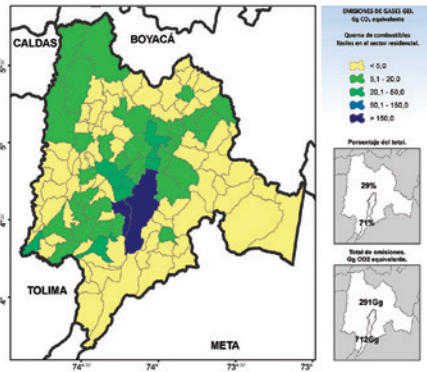 CALDAS
BOYACÁ
TOLIMA
META
74°
74°
73°
73°
EMISIONES DE GASES GEI.
Gg CO₂ equivalente
Quema de combustibles
fósiles en el sector residencial.
< 5,0
5,1 - 20,0
20,1 - 50,0
50,1 - 150,0
> 150,0
Porcentaje del total.
29%
71%
Total de emisiones.
Gg CO2 equivalente.
291Gg
712Gg